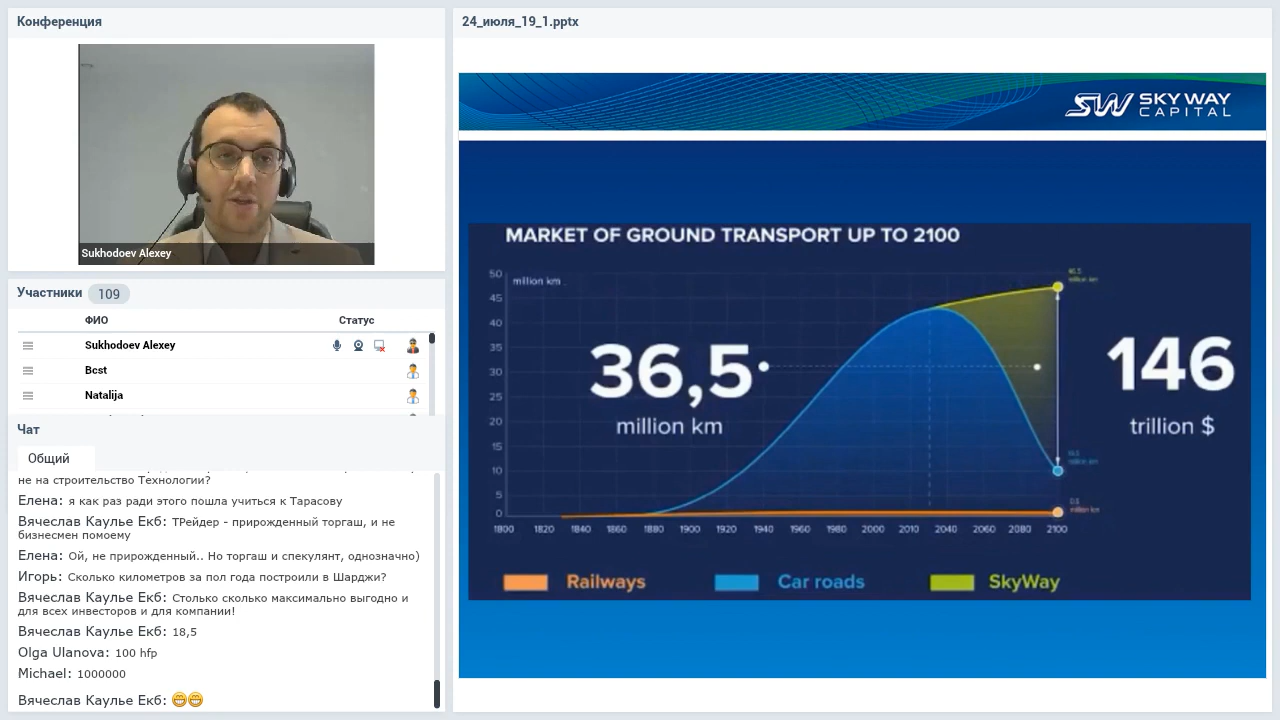 Конференция
Sukhodoev Alexey
Участники 109
ФИО Статус
Sukhodoev Alexey
Bcst
Natalija
Чат
Общий
не на строительство Технологии?
Елена: я как раз ради этого пошла учиться к Тарасову
Вячеслав Каулье Екб: ТРейдер - прирожденный торгаш, и не
бизнесмен помоему
Елена: Ой, не прирожденный.. Но торгаш и спекулянт, однозначно)
Игорь: Сколько километров за пол года построили в Шарджи?
Вячеслав Каулье Екб: Столько сколько максимально выгодно и
для всех инвесторов и для компании!
Вячеслав Каулье Екб: 18,5
Olga Ulanova: 100 hfp
Michael: 1000000
Вячеслав Каулье Екб: 😁😁
24_июля_19_1.pptx
SW SKY WAY
CAPITAL
MARKET OF GROUND TRANSPORT UP TO 2100
million km
50
45
40
35
30
25
20
15
10
5
0
36,5
million km
146
trillion $
1800 1820 1840 1860 1880 1900 1920 1940 1960 1980 2000 2010 2040 2060 2080 2100
Railways Car roads SkyWay